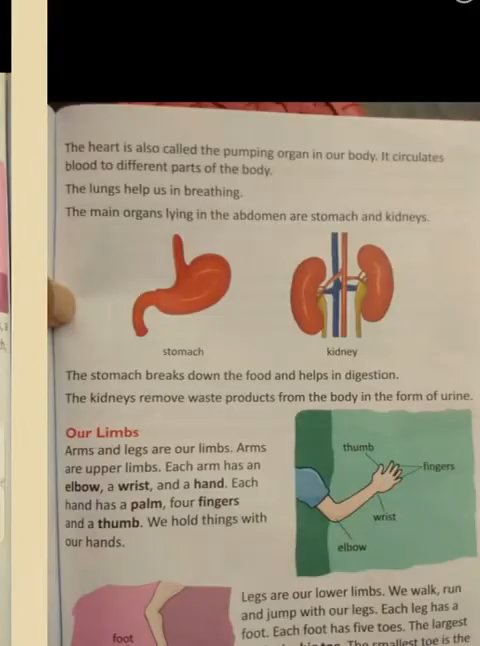 The heart is also called the pumping organ in our body. It circulates
blood to different parts of the body.
The lungs help us in breathing.
The main organs lying in the abdomen are stomach and kidneys.
stomach
kidney
The stomach breaks down the food and helps in digestion.
The kidneys remove waste products from the body in the form of urine.
Our Limbs
Arms and legs are our limbs. Arms
are upper limbs. Each arm has an
elbow, a wrist, and a hand. Each
hand has a palm, four fingers
and a thumb. We hold things with
our hands.
thumb
fingers
wrist
elbow
Legs are our lower limbs. We walk, run
and jump with our legs. Each leg has a
foot. Each foot has five toes. The largest
toe. The smallest toe is the
foot